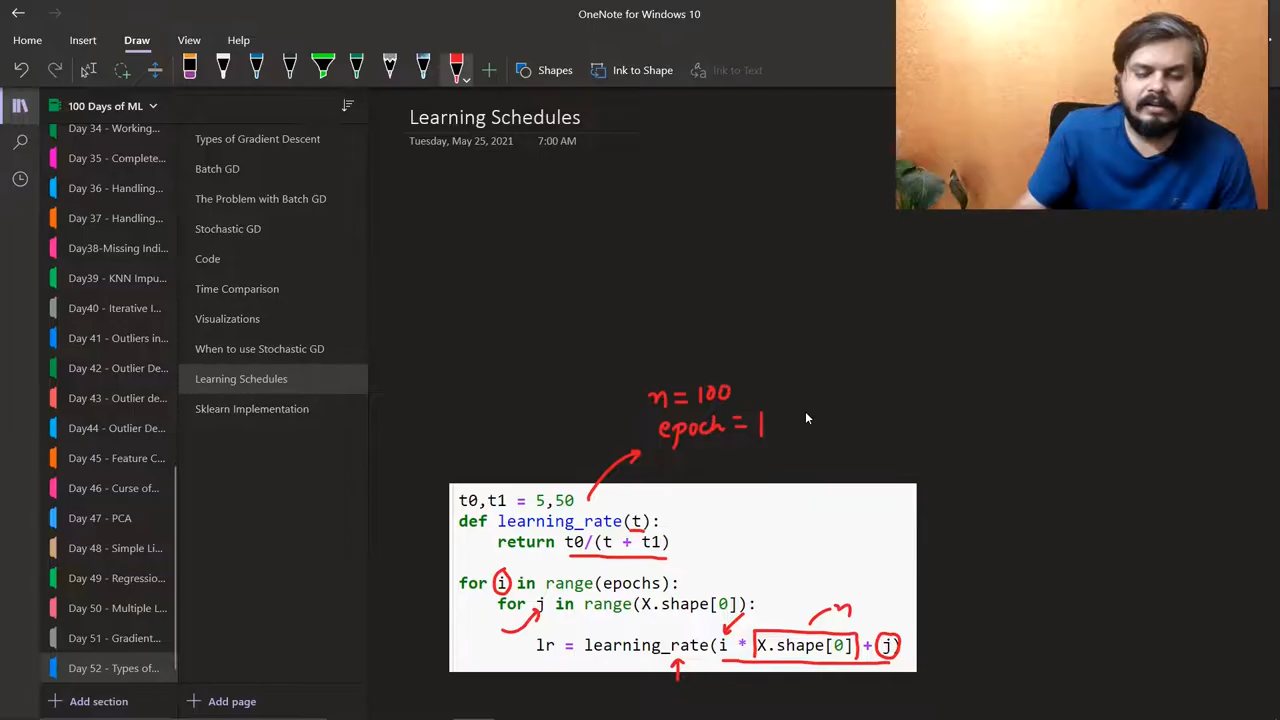 OneNote for Windows 10
Home Insert Draw View Help
Shapes Ink to Shape Ink to Text
100 Days of ML
Day 34 - Working...
Day 35 - Complete...
Day 36 - Handling...
Day 37 - Handling...
Day38-Missing Indi...
Day39 - KNN Impu...
Day40 - Iterative I...
Day 41 - Outliers in...
Day 42 - Outlier De...
Day 43 - Outlier de...
Day44 - Outlier De...
Day 45 - Feature C...
Day 46 - Curse of...
Day 47 - PCA
Day 48 - Simple Li...
Day 49 - Regressio...
Day 50 - Multiple L...
Day 51 - Gradient...
Day 52 - Types of...
Add section
Types of Gradient Descent
Batch GD
The Problem with Batch GD
Stochastic GD
Code
Time Comparison
Visualizations
When to use Stochastic GD
Learning Schedules
Sklearn Implementation
Add page
Learning Schedules
Tuesday, May 25, 2021 7:00 AM
n = 100
epoch = 1
t0,t1 = 5,50
def learning_rate(t):
return t0/(t + t1)
for i in range(epochs):
for j in range(X.shape[0]):
n
lr = learning_rate(i * X.shape[0] + j)